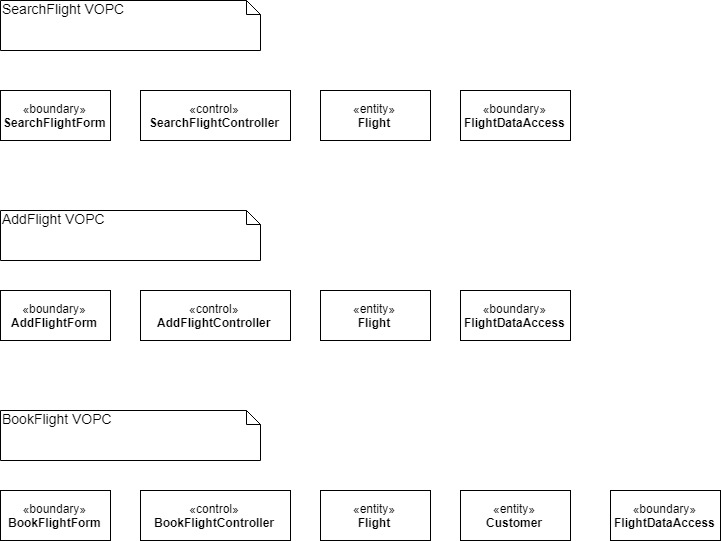 SearchFlight VOPC
«boundary»
SearchFlightForm
«control»
SearchFlightController
«entity»
Flight
«boundary»
FlightDataAccess
AddFlight VOPC
«boundary»
AddFlightForm
«control»
AddFlightController
«entity»
Flight
«boundary»
FlightDataAccess
BookFlight VOPC
«boundary»
BookFlightForm
«control»
BookFlightController
«entity»
Flight
«entity»
Customer
«boundary»
FlightDataAccess